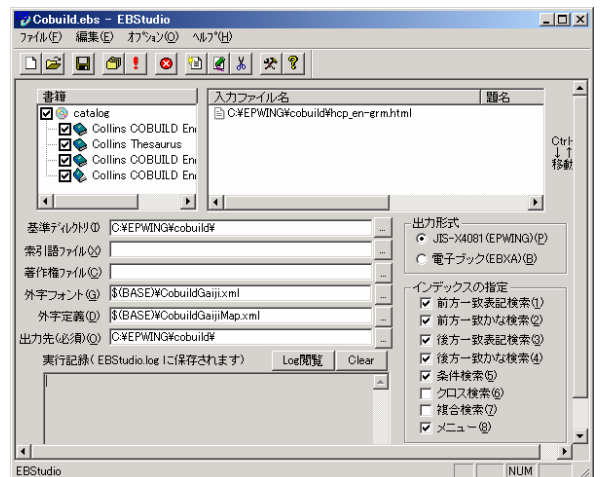 Cobuild.ebs - EBStudio
ファイル(F) 編集(E) オプション(O) ヘルプ(H)
書籍
catalog
Collins COBUILD En
Collins Thesaurus
Collins COBUILD En
Collins COBUILD En
入力ファイル名 題名
C:¥EPWING¥cobuild¥hcp_en-grm.html
Ctrl-
↓↑
移動
基準ディレクトリ(I) C:¥EPWING¥cobuild¥ ...
索引語ファイル(X) ...
著作権ファイル(C) ...
外字フォント(G) $(BASE)¥CobuildGaiji.xml ...
外字定義(D) $(BASE)¥CobuildGaijiMap.xml ...
出力先(必須)(O) C:¥EPWING¥cobuild¥ ...
実行記録( EBStudio.log に保存されます) Log閲覧 Clear
出力形式
JIS-X4081(EPWING)(P)
電子ブック(EBXA)(B)
インデックスの指定
前方一致表記検索(1)
前方一致かな検索(2)
後方一致表記検索(3)
後方一致かな検索(4)
条件検索(5)
クロス検索(6)
複合検索(7)
メニュー(8)
EBStudio NUM